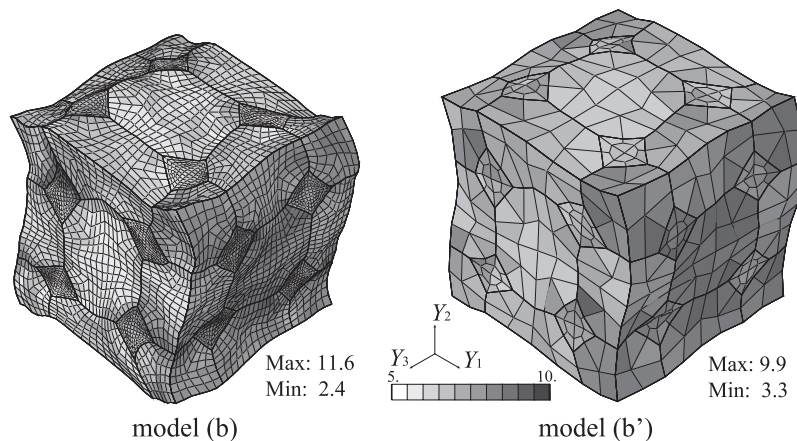 Max: 11.6
Min: 2.4
model (b)
Y2
Y3
Y1
5.
10.
Max: 9.9
Min: 3.3
model (b’)